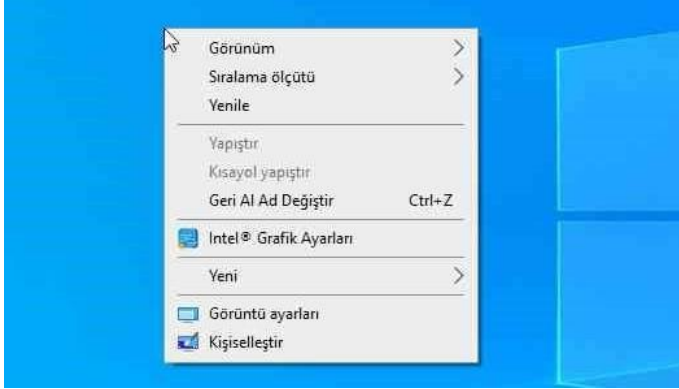 Görünüm
Sıralama ölçütü
Yenile
Yapıştır
Kısayol yapıştır
Geri Al Ad Değiştir Ctrl+Z
Intel® Grafik Ayarları
Yeni
Görüntü ayarları
Kişiselleştir